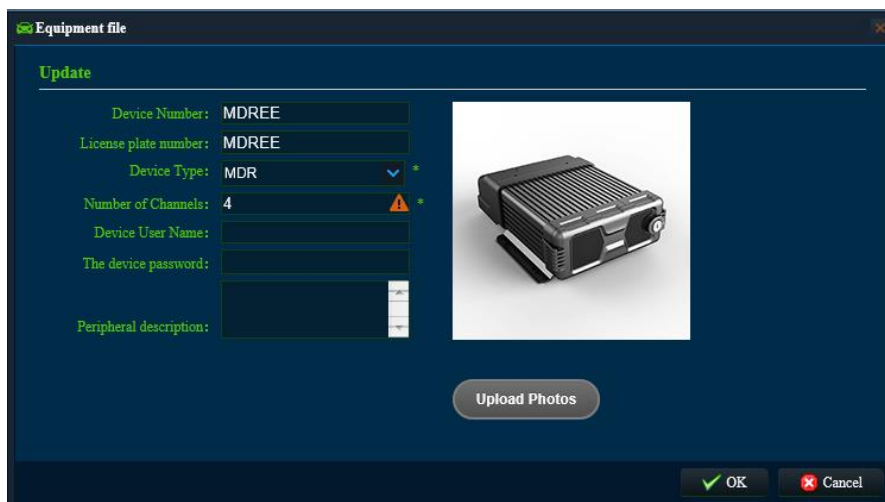 Equipment file
Update
Device Number: MDREE
License plate number: MDREE
Device Type: MDR *
Number of Channels: 4 *
Device User Name:
The device password:
Peripheral description:
Upload Photos
OK Cancel